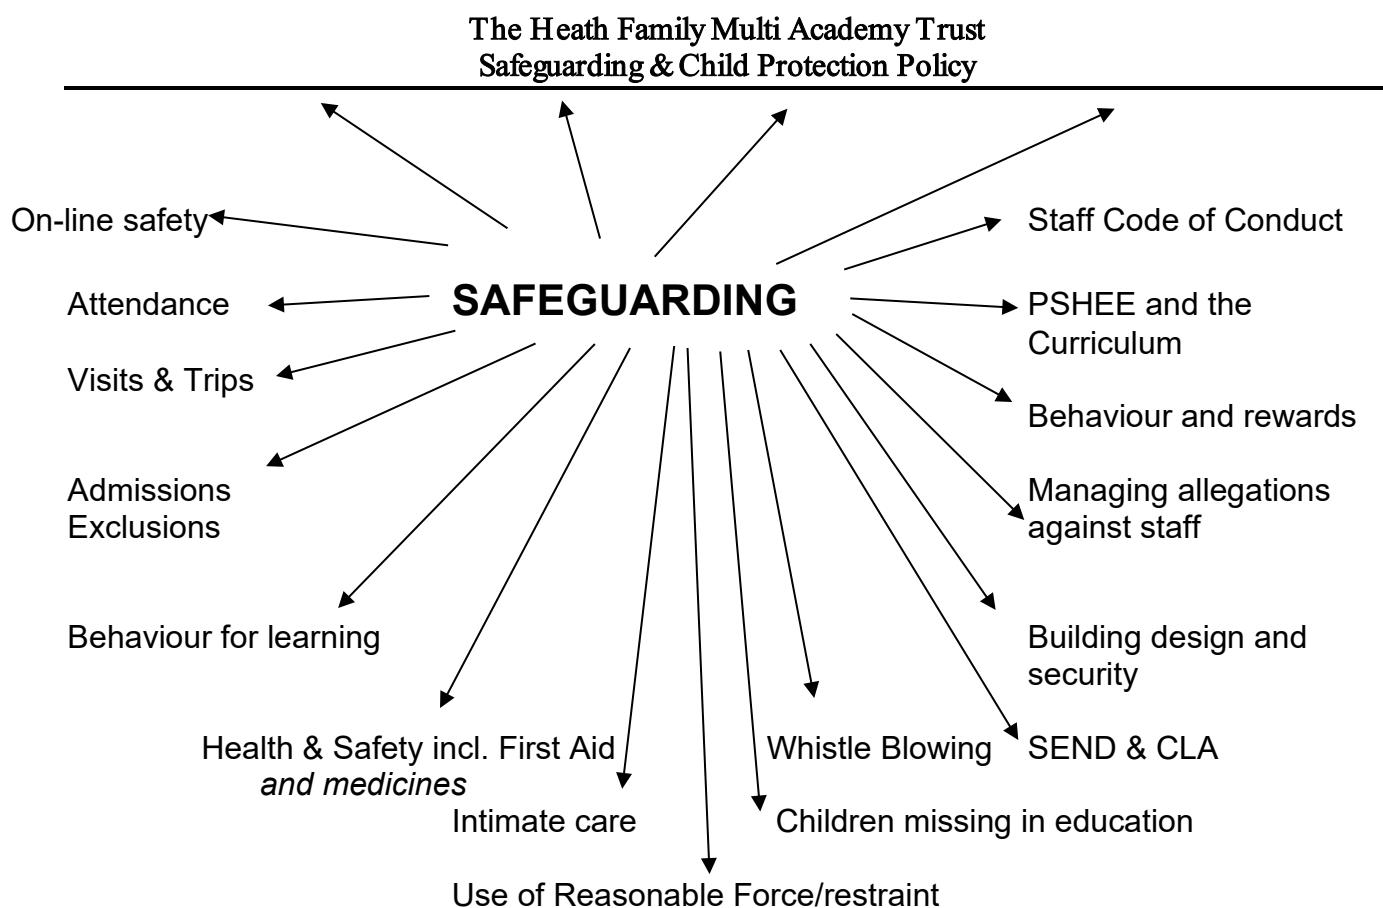 The Heath Family Multi Academy Trust
Safeguarding & Child Protection Policy
On-line safety
Staff Code of Conduct
SAFEGUARDING
Attendance
PSHEE and the
Curriculum
Visits & Trips
Behaviour and rewards
Admissions
Exclusions
Managing allegations
against staff
Behaviour for learning
Building design and
security
Health & Safety incl. First Aid
and medicines
Whistle Blowing
SEND & CLA
Intimate care
Children missing in education
Use of Reasonable Force/restraint